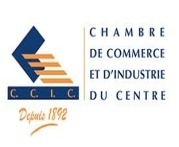 CHAMBRE
DE COMMERCE
ET D'INDUSTRIE
DU CENTRE
C. C. I. C.
Depuis 1892